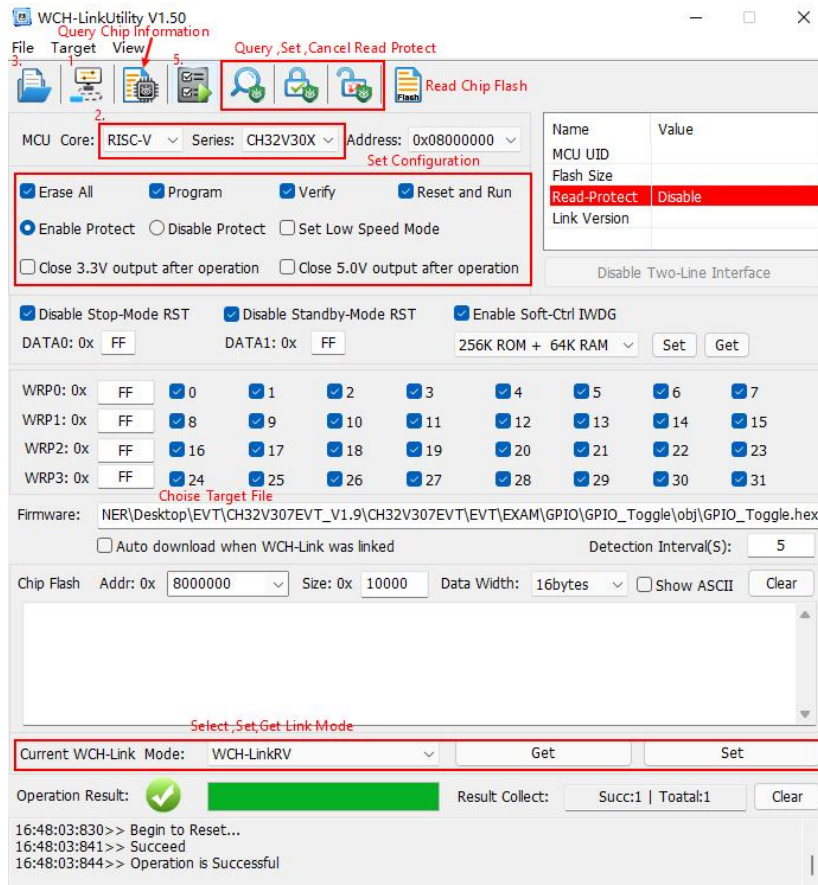 WCH-LinkUtility V1.50
Query Chip Information
File Target View
Query ,Set ,Cancel Read Protect
3. 1 5.
Flash
Read Chip Flash
2.
MCU Core: RISC-V Series: CH32V30X Address: 0x08000000
Set Configuration
Erase All Program Verify Reset and Run
Enable Protect Disable Protect Set Low Speed Mode
Close 3.3V output after operation Close 5.0V output after operation
Name Value
MCU UID
Flash Size
Read-Protect Disable
Link Version
Disable Two-Line Interface
Disable Stop-Mode RST Disable Standby-Mode RST Enable Soft-Ctrl IWDG
DATA0: 0x FF DATA1: 0x FF 256K ROM + 64K RAM Set Get
WRP0: 0x FF 0 1 2 3 4 5 6 7
WRP1: 0x FF 8 9 10 11 12 13 14 15
WRP2: 0x FF 16 17 18 19 20 21 22 23
WRP3: 0x FF 24 25 26 27 28 29 30 31
Choise Target File
Firmware: NER\Desktop\EVT\CH32V307EVT_V1.9\CH32V307EVT\EVT\EXAM\GPIO\GPIO_Toggle\obj\GPIO_Toggle.hex
Auto download when WCH-Link was linked Detection Interval(S): 5
Chip Flash Addr: 0x 8000000 Size: 0x 10000 Data Width: 16bytes Show ASCII Clear
Select ,Set,Get Link Mode
Current WCH-Link Mode: WCH-LinkRV Get Set
Operation Result: Result Collect: Succ:1 | Toatal:1 Clear
16:48:03:830>> Begin to Reset...
16:48:03:841>> Succeed
16:48:03:844>> Operation is Successful